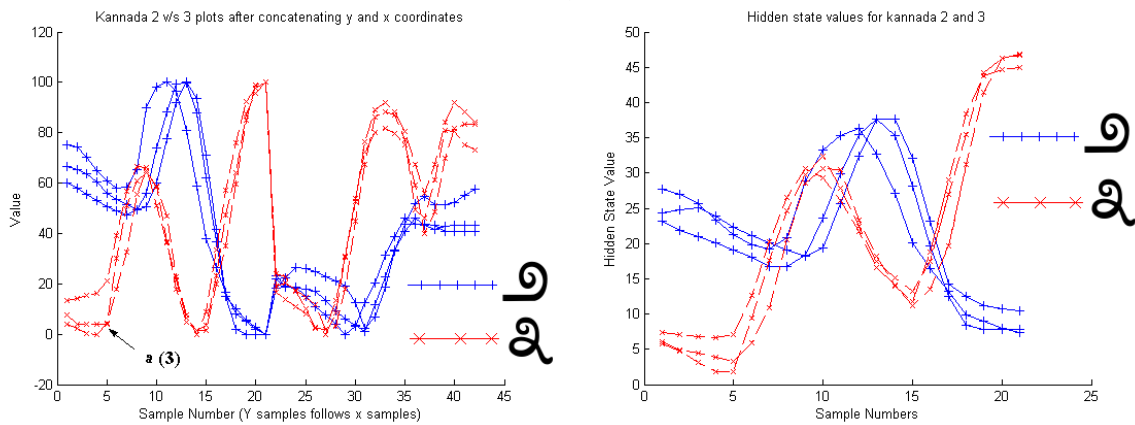 Kannada 2 v/s 3 plots after concatenating y and x coordinates
120
100
80
60
40
20
0
-20
Value
a (3)
೨
೩
0 5 10 15 20 25 30 35 40 45
Sample Number (Y samples follows x samples)
Hidden state values for kannada 2 and 3
50
45
40
35
30
25
20
15
10
5
0
Hidden State Value
೨
೩
0 5 10 15 20 25
Sample Numbers